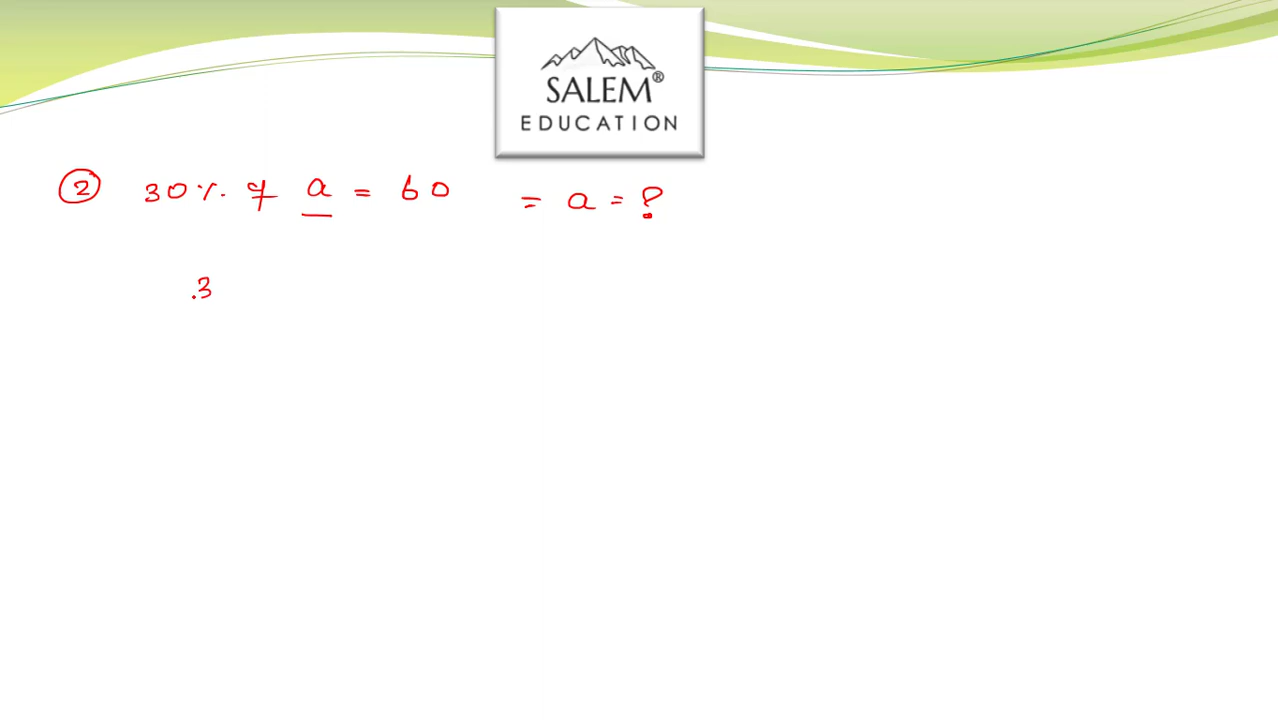 SALEM®
EDUCATION
② 30% of a = 60 = a = ?
.3